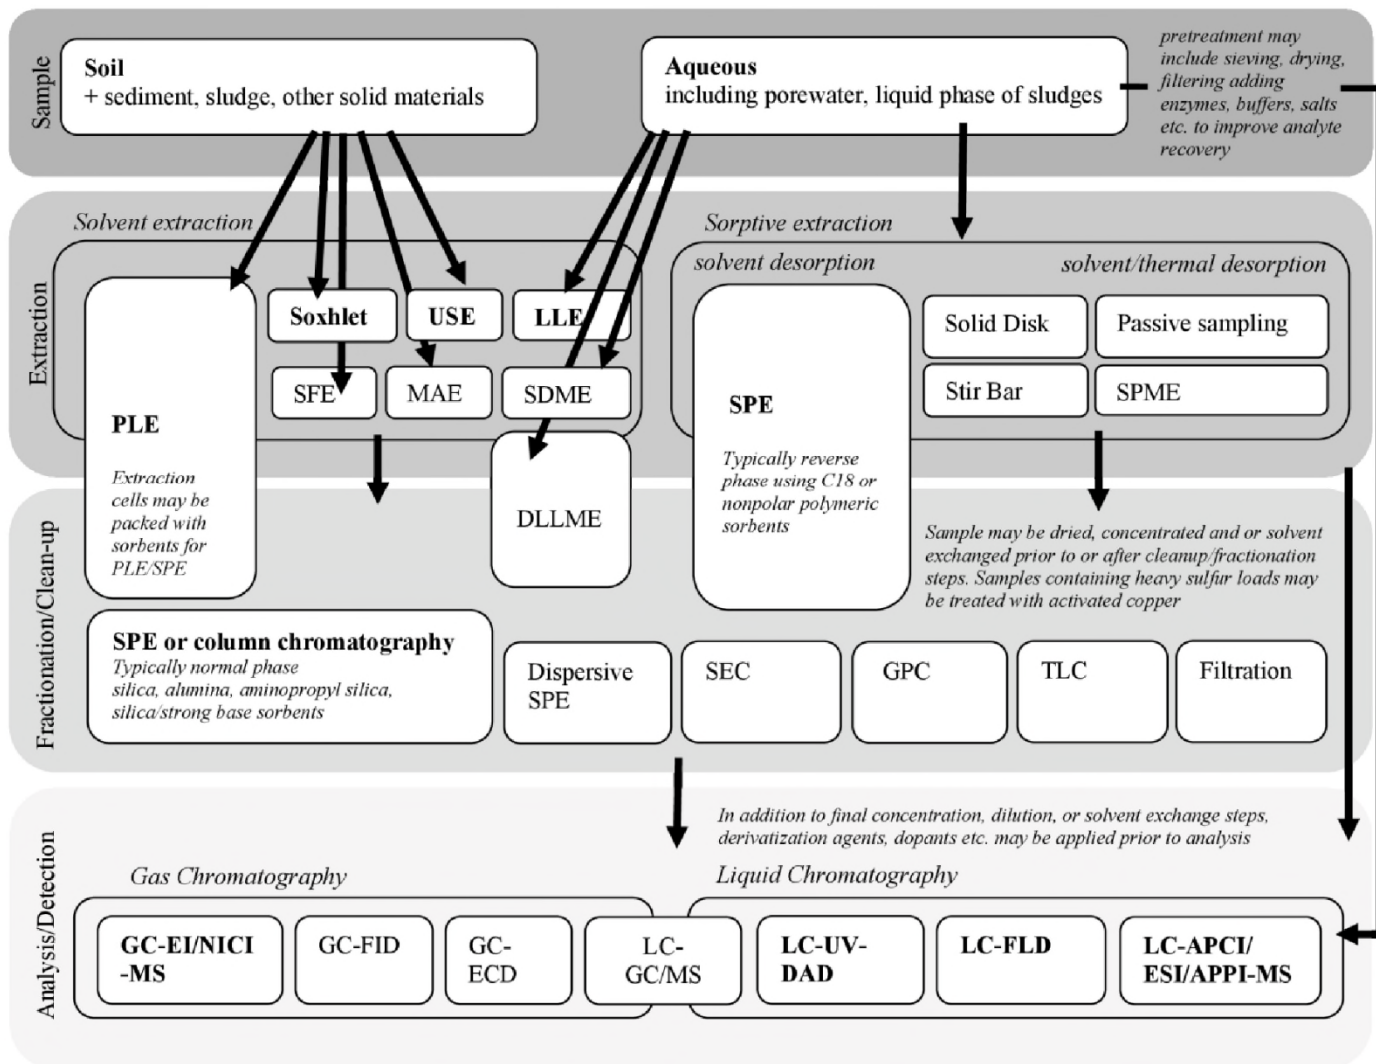 Sample
Soil
+ sediment, sludge, other solid materials
Aqueous
including porewater, liquid phase of sludges
pretreatment may
include sieving, drying,
filtering adding
enzymes, buffers, salts
etc. to improve analyte
recovery
Extraction
Solvent extraction
PLE
Extraction
cells may be
packed with
sorbents for
PLE/SPE
Soxhlet
USE
LLE
SFE
MAE
SDME
DLLME
Sorptive extraction
solvent desorption
solvent/thermal desorption
SPE
Typically reverse
phase using C18 or
nonpolar polymeric
sorbents
Solid Disk
Passive sampling
Stir Bar
SPME
Fractionation/Clean-up
Sample may be dried, concentrated and or solvent
exchanged prior to or after cleanup/fractionation
steps. Samples containing heavy sulfur loads may
be treated with activated copper
SPE or column chromatography
Typically normal phase
silica, alumina, aminopropyl silica,
silica/strong base sorbents
Dispersive
SPE
SEC
GPC
TLC
Filtration
Analysis/Detection
In addition to final concentration, dilution, or solvent exchange steps,
derivatization agents, dopants etc. may be applied prior to analysis
Gas Chromatography
Liquid Chromatography
GC-EI/NICI
-MS
GC-FID
GC-
ECD
LC-
GC/MS
LC-UV-
DAD
LC-FLD
LC-APCI/
ESI/APPI-MS